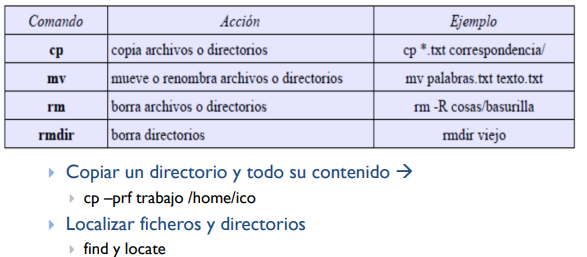 Comando Acción Ejemplo
cp copia archivos o directorios cp *.txt correspondencia/
mv mueve o renombra archivos o directorios mv palabras.txt texto.txt
rm borra archivos o directorios rm -R cosas/basurilla
rmdir borra directorios rmdir viejo
Copiar un directorio y todo su contenido →
cp –prf trabajo /home/ico
Localizar ficheros y directorios
find y locate